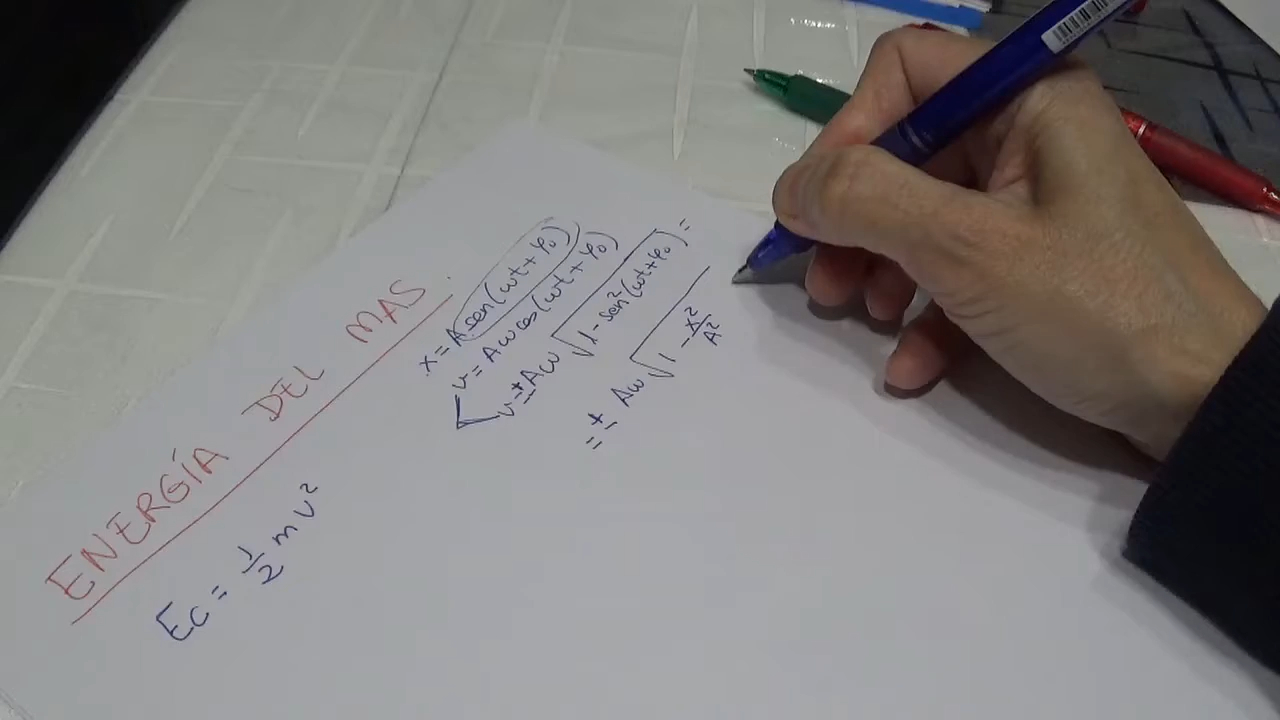 ENERGÍA DEL MAS.
Ec = 1/2 m v²
x = A sen(ωt + φ₀)
v = Aω cos(ωt + φ₀)
v = ± Aω √(1 - sen²(ωt + φ₀)) =
= ± Aω √(1 - x²/A²)